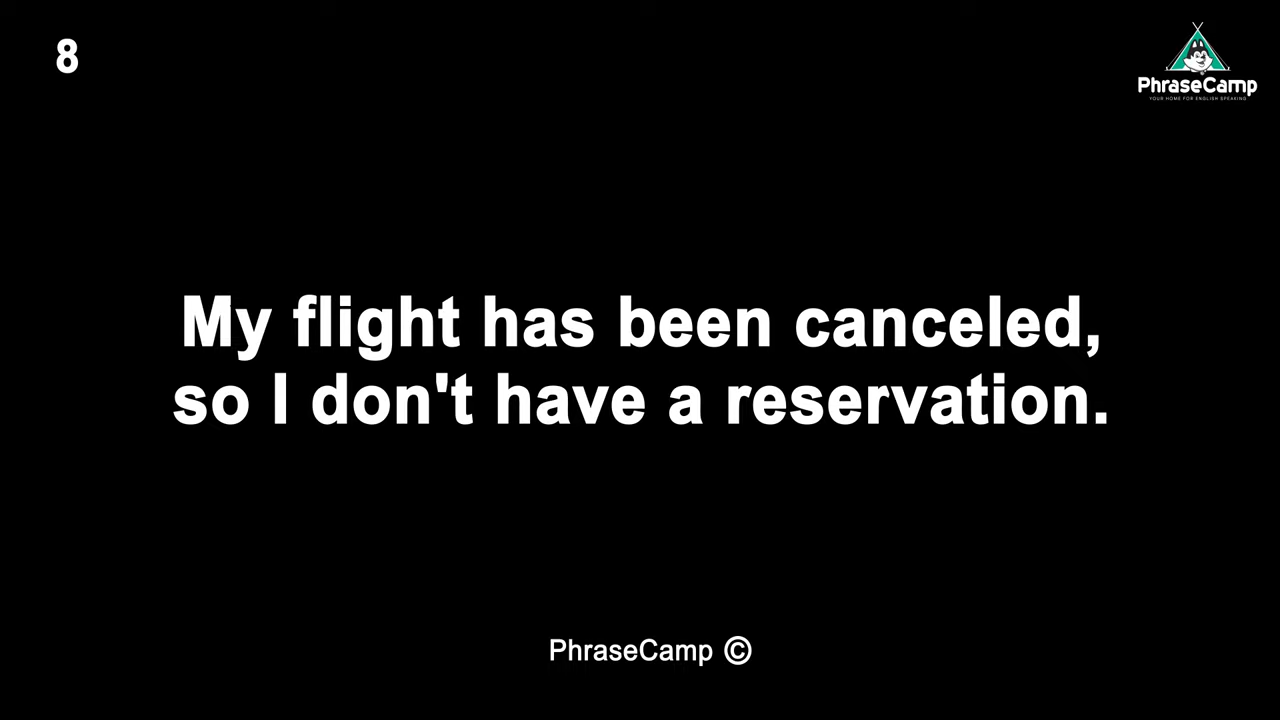 8
PhraseCamp
YOUR HOME FOR ENGLISH SPEAKING
My flight has been canceled,
so I don't have a reservation.
PhraseCamp ©